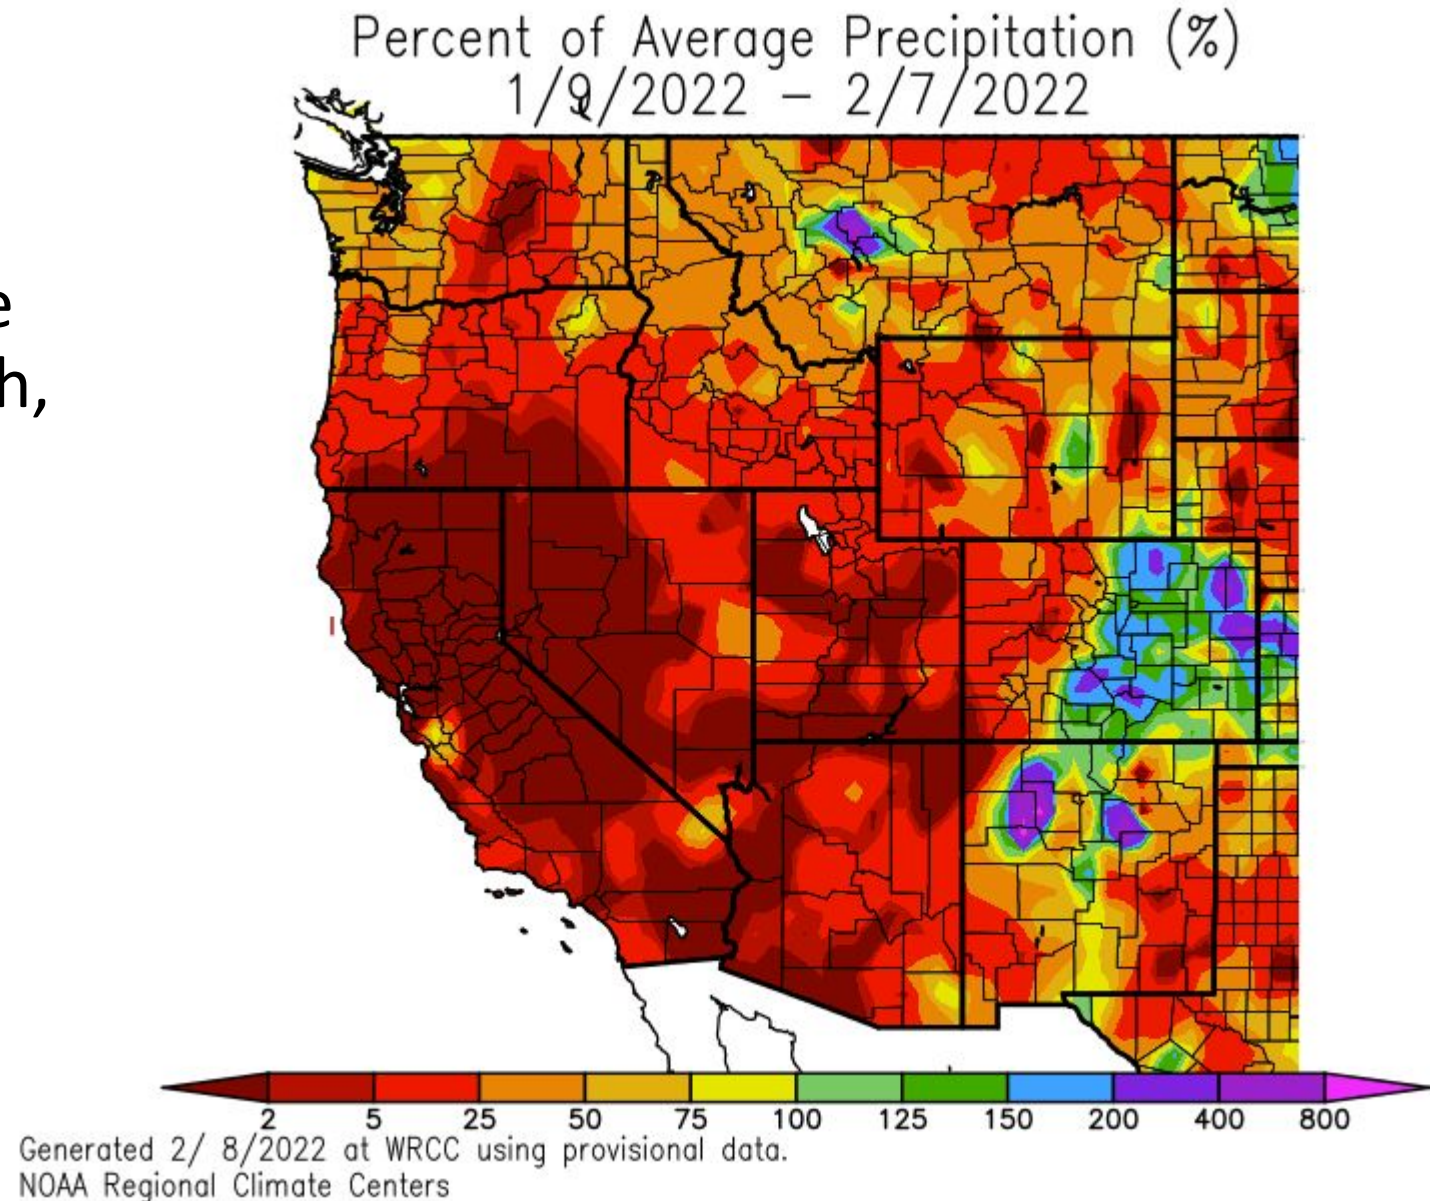 Percent of Average Precipitation (%)
1/9/2022 – 2/7/2022
e
h,
2 5 25 50 75 100 125 150 200 400 800
Generated 2/ 8/2022 at WRCC using provisional data.
NOAA Regional Climate Centers